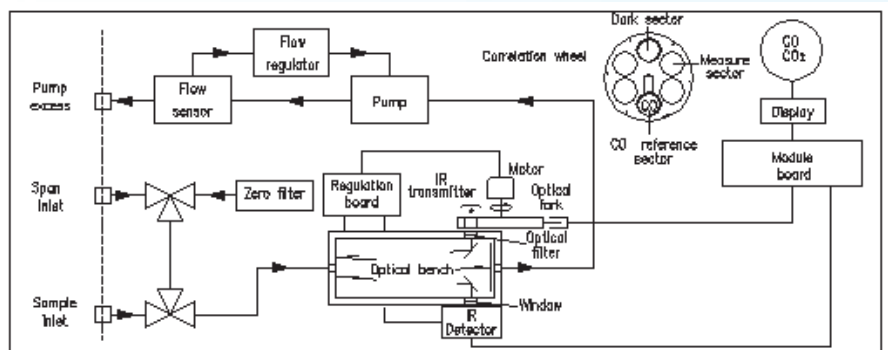 Flow
regulator
Pump
excess
Flow
sensor
Pump
Correlation wheel
Dark sector
Measure
sector
CO
CO reference
sector
CO
CO₂
Display
Module
board
Span
Inlet
Zero filter
Regulation
board
IR
transmitter
Motor
Optical
fork
Optical
filter
Optical bench
Sample
Inlet
Window
IR
Detector